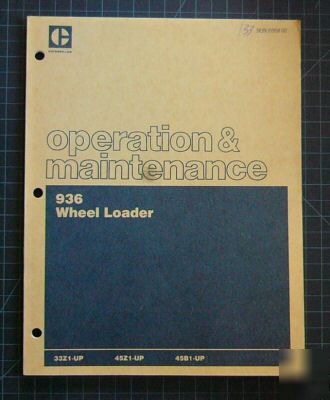 CATERPILLAR
operation &
maintenance
936
Wheel Loader
33Z1-UP 45Z1-UP 45B1-UP